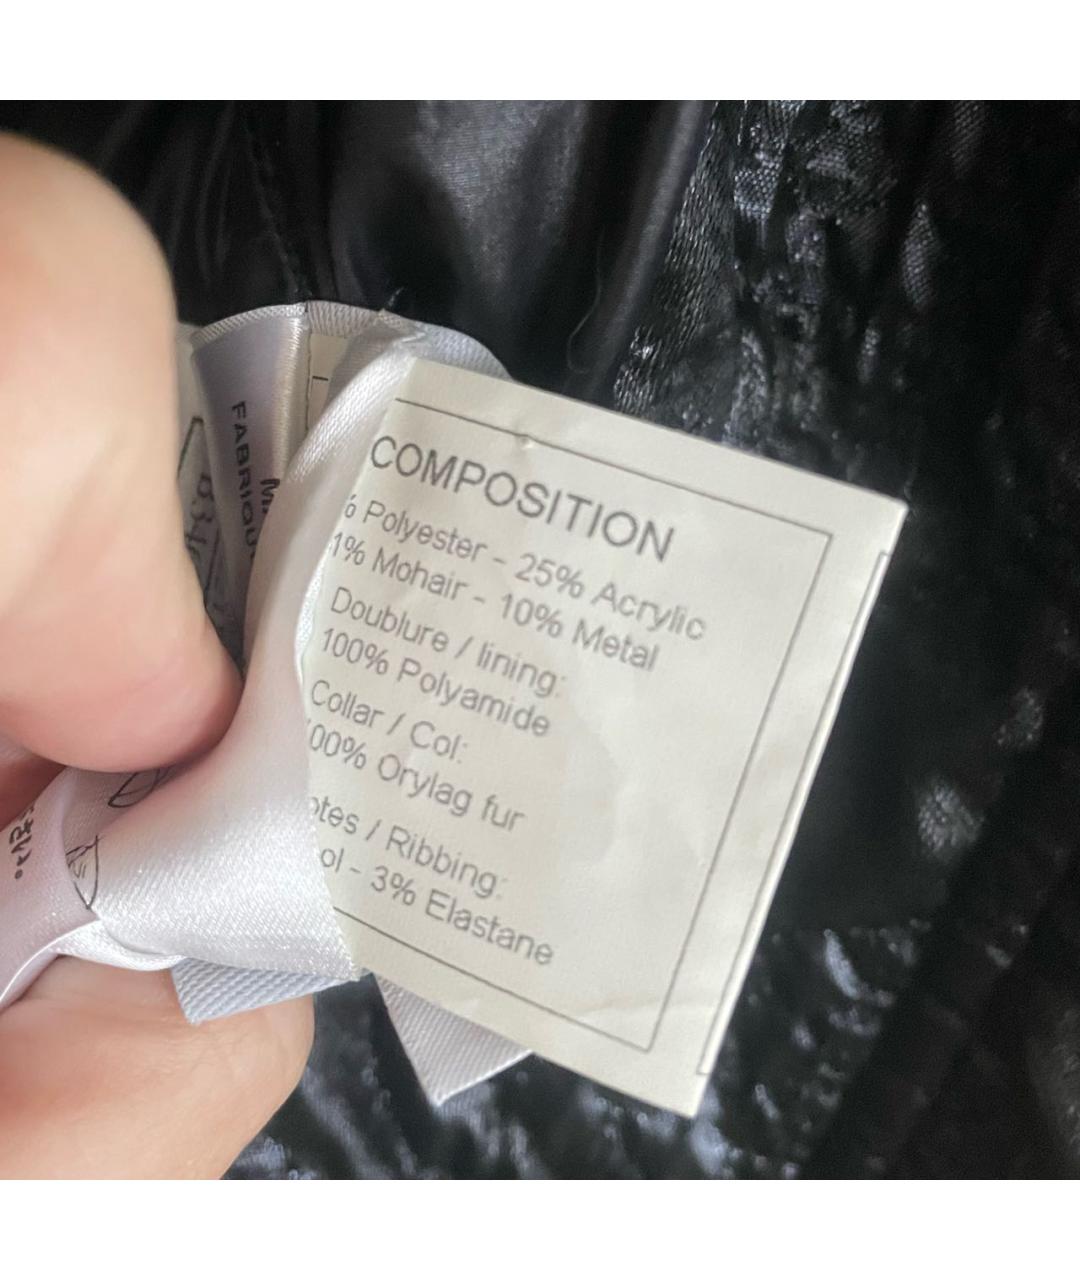 COMPOSITION
% Polyester - 25% Acrylic
1% Mohair - 10% Metal
Doublure / lining:
100% Polyamide
Collar / Col:
00% Orylag fur
otes / Ribbing:
ol - 3% Elastane
FABRIQU